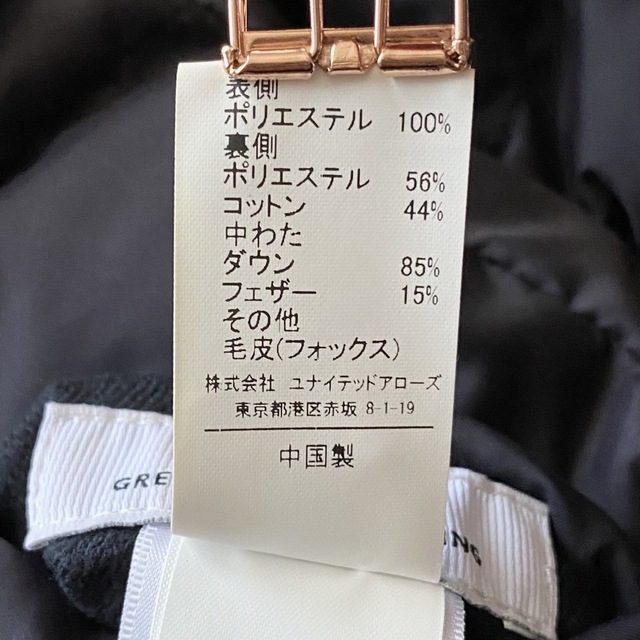 表側
ポリエステル 100%
裏側
ポリエステル 56%
コットン 44%
中わた
ダウン 85%
フェザー 15%
その他
毛皮(フォックス)
株式会社 ユナイテッドアローズ
東京都港区赤坂 8-1-19
中国製
GRE
NG